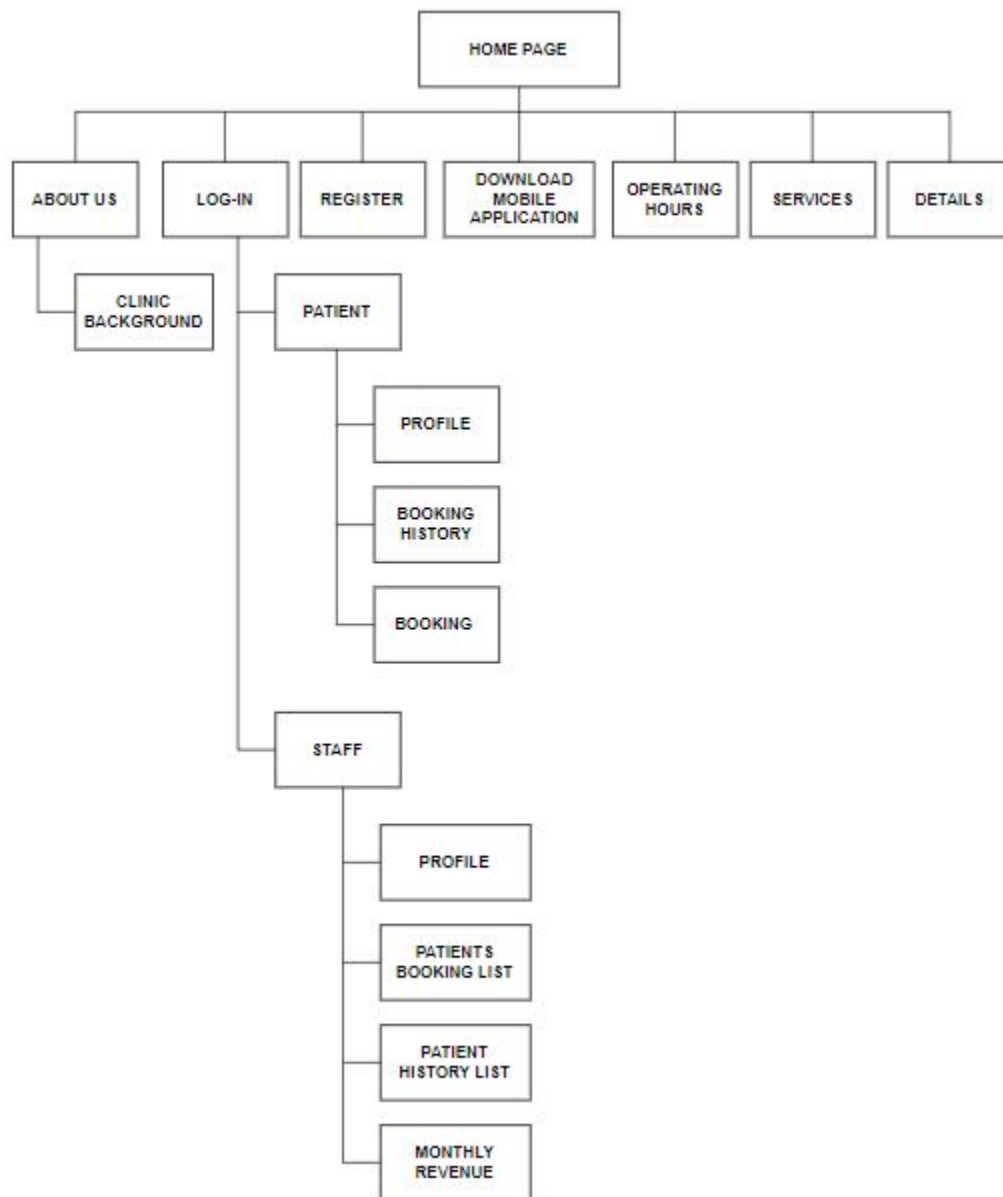 HOME PAGE
ABOUT US
LOG-IN
REGISTER
DOWNLOAD
MOBILE
APPLICATION
OPERATING
HOURS
SERVICES
DETAILS
CLINIC
BACKGROUND
PATIENT
PROFILE
BOOKING
HISTORY
BOOKING
STAFF
PROFILE
PATIENTS
BOOKING LIST
PATIENT
HISTORY LIST
MONTHLY
REVENUE